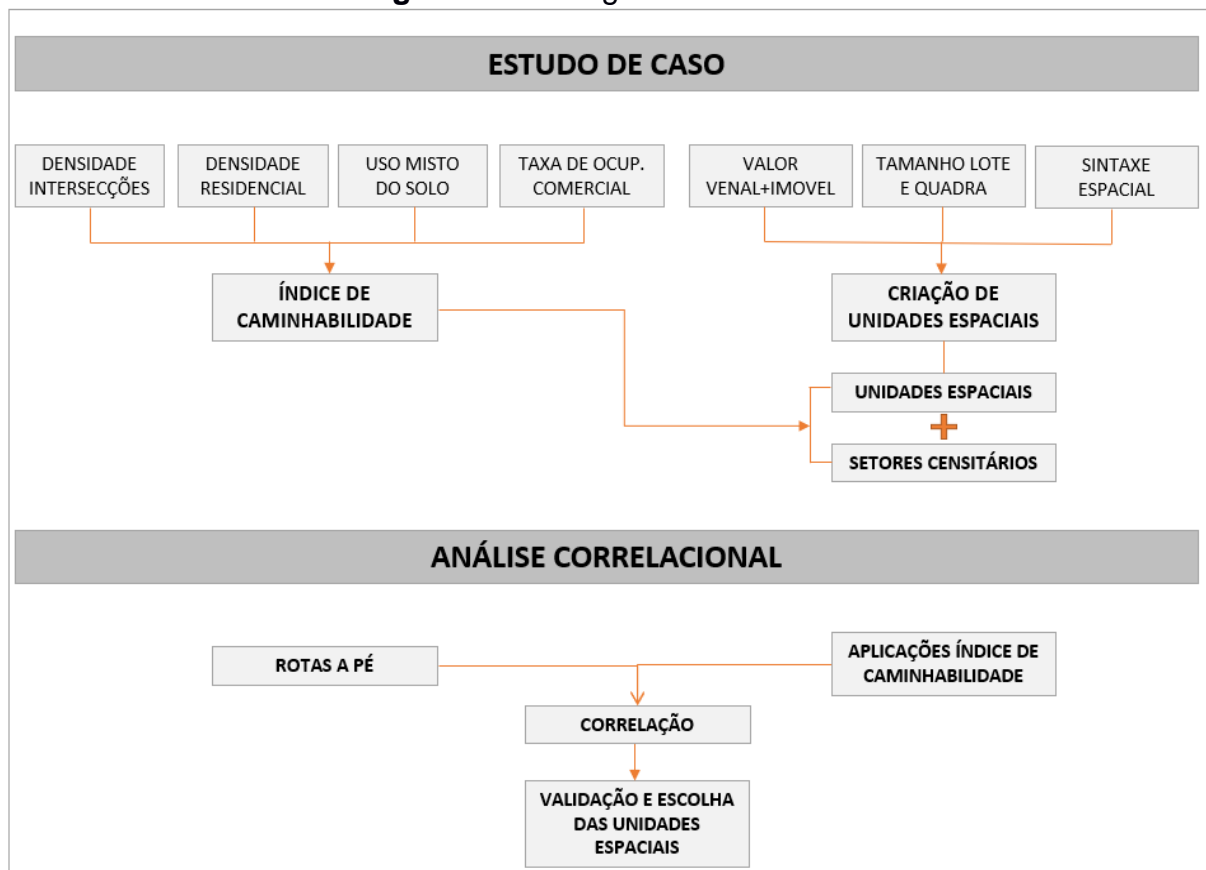 ESTUDO DE CASO
DENSIDADE
INTERSECÇÕES
DENSIDADE
RESIDENCIAL
USO MISTO
DO SOLO
TAXA DE OCUP.
COMERCIAL
VALOR
VENAL+IMOVEL
TAMANHO LOTE
E QUADRA
SINTAXE
ESPACIAL
ÍNDICE DE
CAMINHABILIDADE
CRIAÇÃO DE
UNIDADES ESPACIAIS
UNIDADES ESPACIAIS
SETORES CENSITÁRIOS
ANÁLISE CORRELACIONAL
ROTAS A PÉ
APLICAÇÕES ÍNDICE DE
CAMINHABILIDADE
CORRELAÇÃO
VALIDAÇÃO E ESCOLHA
DAS UNIDADES
ESPACIAIS